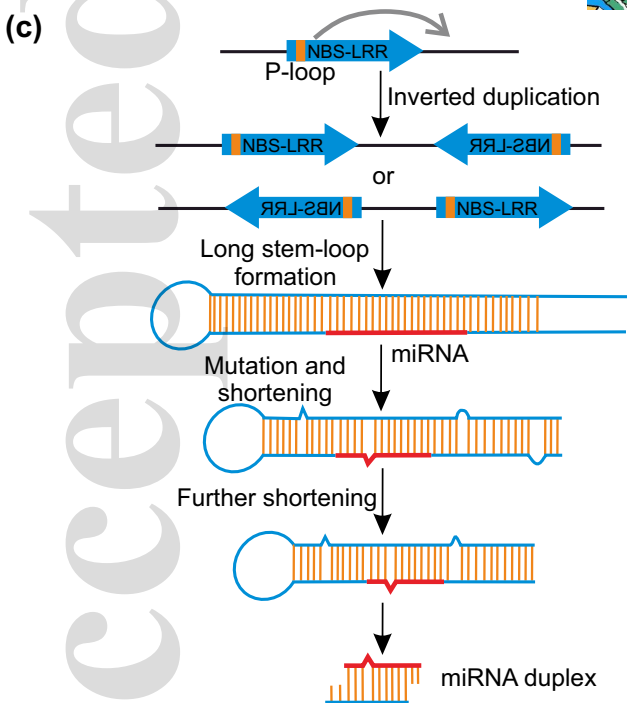 (c)
NBS-LRR
P-loop
Inverted duplication
NBS-LRR
NBS-LRR
or
NBS-LRR
NBS-LRR
Long stem-loop
formation
miRNA
Mutation and
shortening
Further shortening
miRNA duplex
ccepted